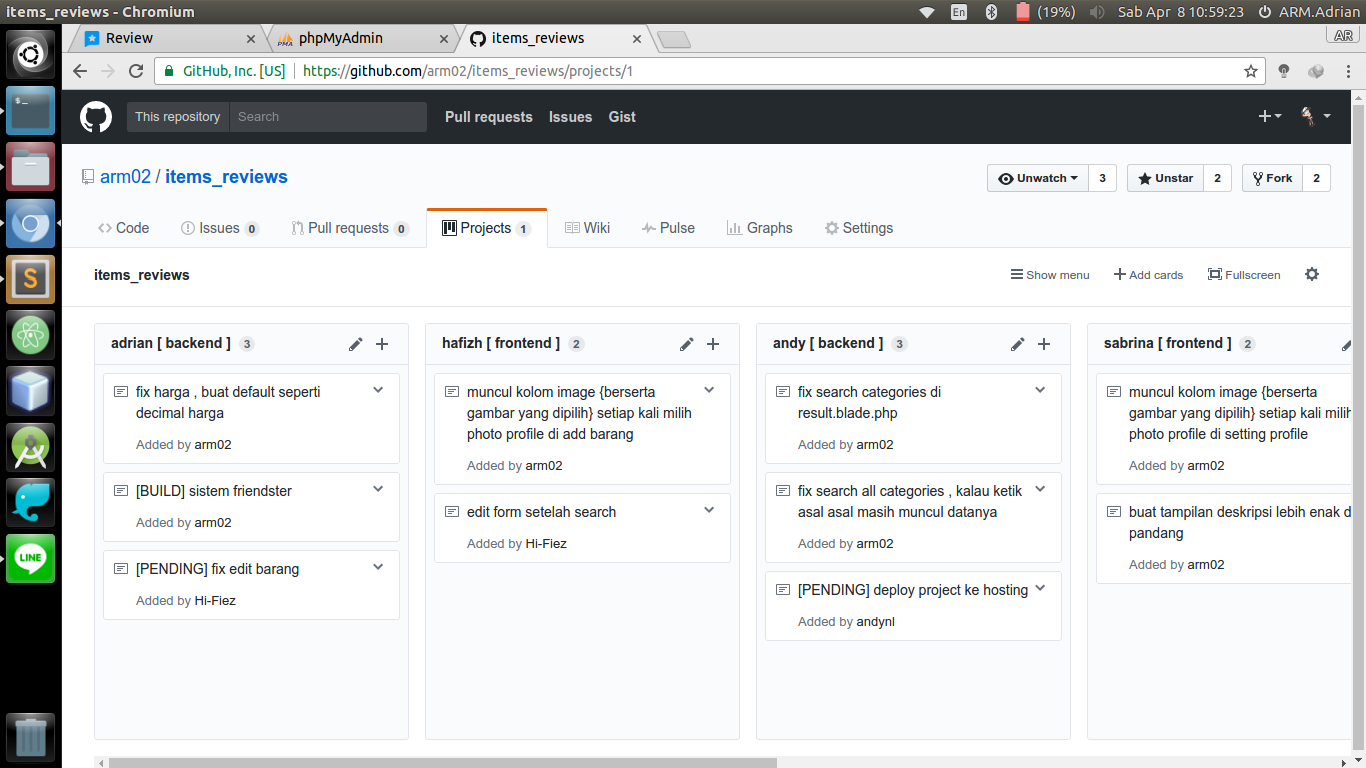 items_reviews - Chromium
En
(19%)
Sab Apr 8 10:59:23
ARM.Adrian
Review
phpMyAdmin
items_reviews
AR
GitHub, Inc. [US]
https://github.com/arm02/items_reviews/projects/1
This repository
Search
Pull requests
Issues
Gist
arm02 / items_reviews
Unwatch
3
Unstar
2
Fork
2
Code
Issues 0
Pull requests 0
Projects 1
Wiki
Pulse
Graphs
Settings
items_reviews
Show menu
Add cards
Fullscreen
adrian [ backend ] 3
fix harga , buat default seperti
decimal harga
Added by arm02
[BUILD] sistem friendster
Added by arm02
[PENDING] fix edit barang
Added by Hi-Fiez
hafizh [ frontend ] 2
muncul kolom image {berserta
gambar yang dipilih} setiap kali milih
photo profile di add barang
Added by arm02
edit form setelah search
Added by Hi-Fiez
andy [ backend ] 3
fix search categories di
result.blade.php
Added by arm02
fix search all categories , kalau ketik
asal asal masih muncul datanya
Added by arm02
[PENDING] deploy project ke hosting
Added by andynl
sabrina [ frontend ] 2
muncul kolom image {berserta
gambar yang dipilih} setiap kali milih
photo profile di setting profile
Added by arm02
buat tampilan deskripsi lebih enak d
pandang
Added by arm02
S
LINE